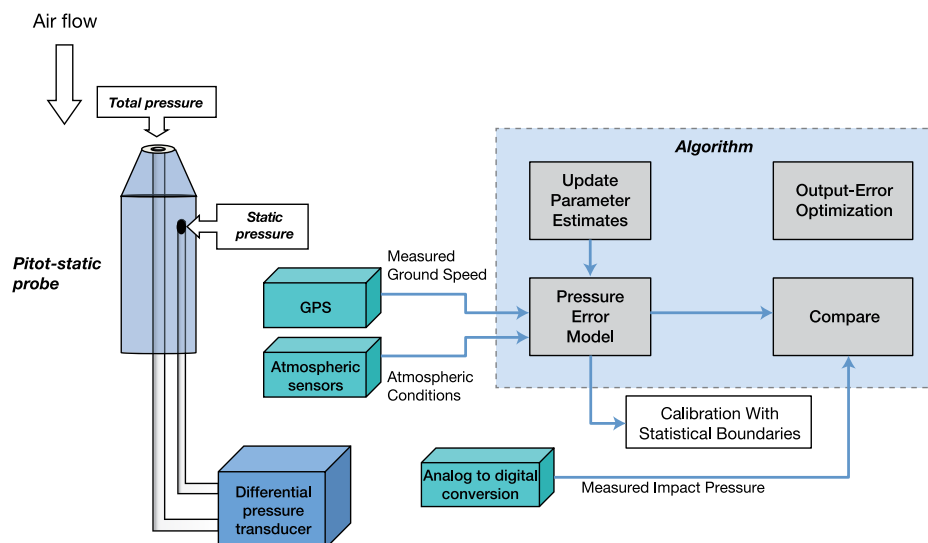 Air flow
Total pressure
Static
pressure
Pitot-static
probe
Differential
pressure
transducer
Algorithm
Update
Parameter
Estimates
Output-Error
Optimization
Measured
Ground Speed
GPS
Pressure
Error
Model
Compare
Atmospheric
sensors
Atmospheric
Conditions
Calibration With
Statistical Boundaries
Analog to digital
conversion
Measured Impact Pressure